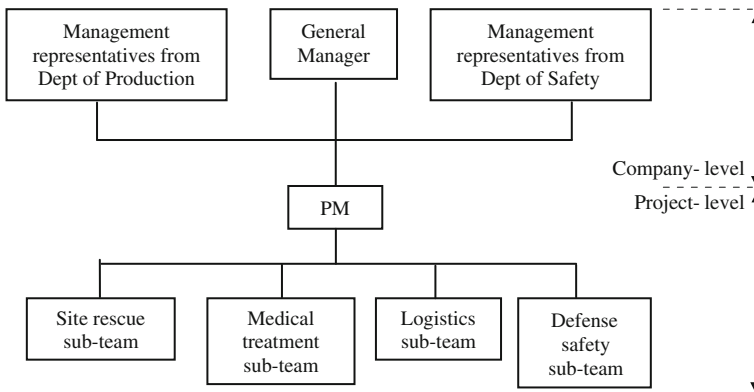 Management
representatives from
Dept of Production
General
Manager
Management
representatives from
Dept of Safety
Company- level
Project- level
PM
Site rescue
sub-team
Medical
treatment
sub-team
Logistics
sub-team
Defense
safety
sub-team